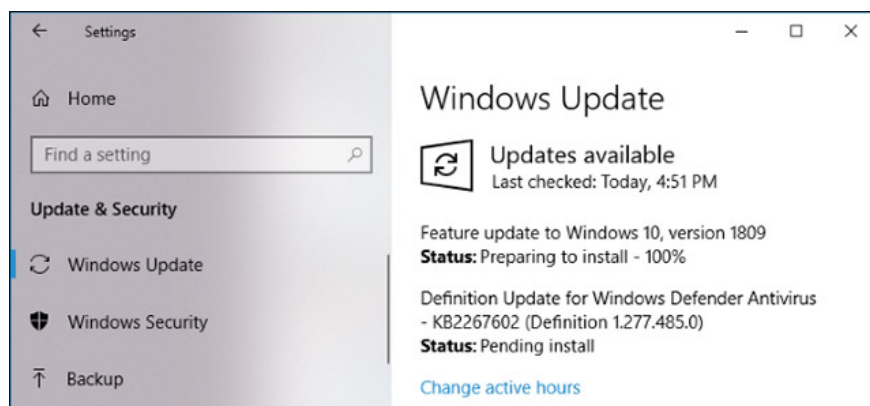 Settings
Home
Find a setting
Update & Security
Windows Update
Windows Security
Backup
Windows Update
Updates available
Last checked: Today, 4:51 PM
Feature update to Windows 10, version 1809
Status: Preparing to install - 100%
Definition Update for Windows Defender Antivirus
- KB2267602 (Definition 1.277.485.0)
Status: Pending install
Change active hours